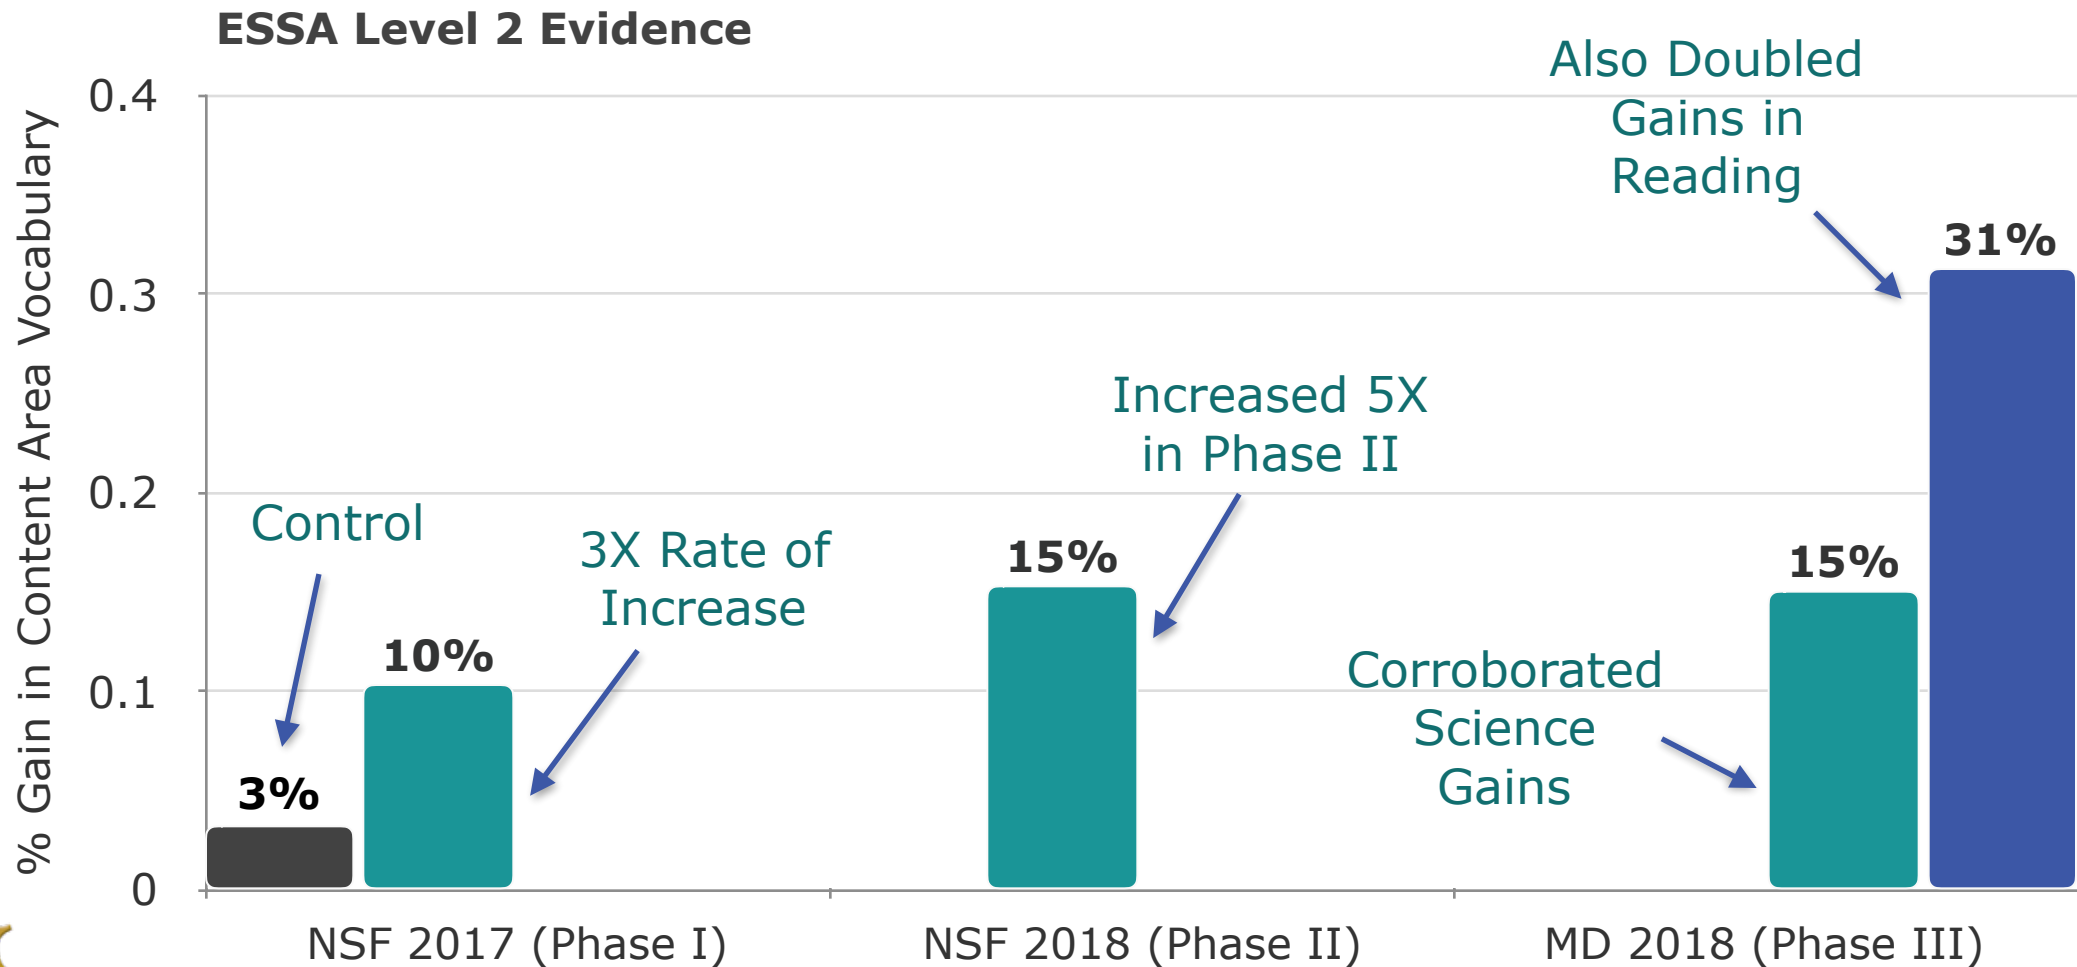 ESSA Level 2 Evidence
% Gain in Content Area Vocabulary
0.4
0.3
0.2
0.1
0
Control
3%
10%
3X Rate of
Increase
15%
Increased 5X
in Phase II
Corroborated
Science
Gains
15%
Also Doubled
Gains in
Reading
31%
NSF 2017 (Phase I)
NSF 2018 (Phase II)
MD 2018 (Phase III)